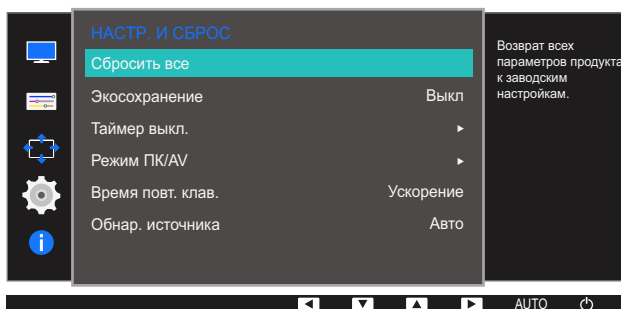 НАСТР. И СБРОС
Сбросить все
Экосохранение Выкл
Таймер выкл.
Режим ПК/AV
Время повт. клав. Ускорение
Обнар. источника Авто
Возврат всех
параметров продукта
к заводским
настройкам.
AUTO